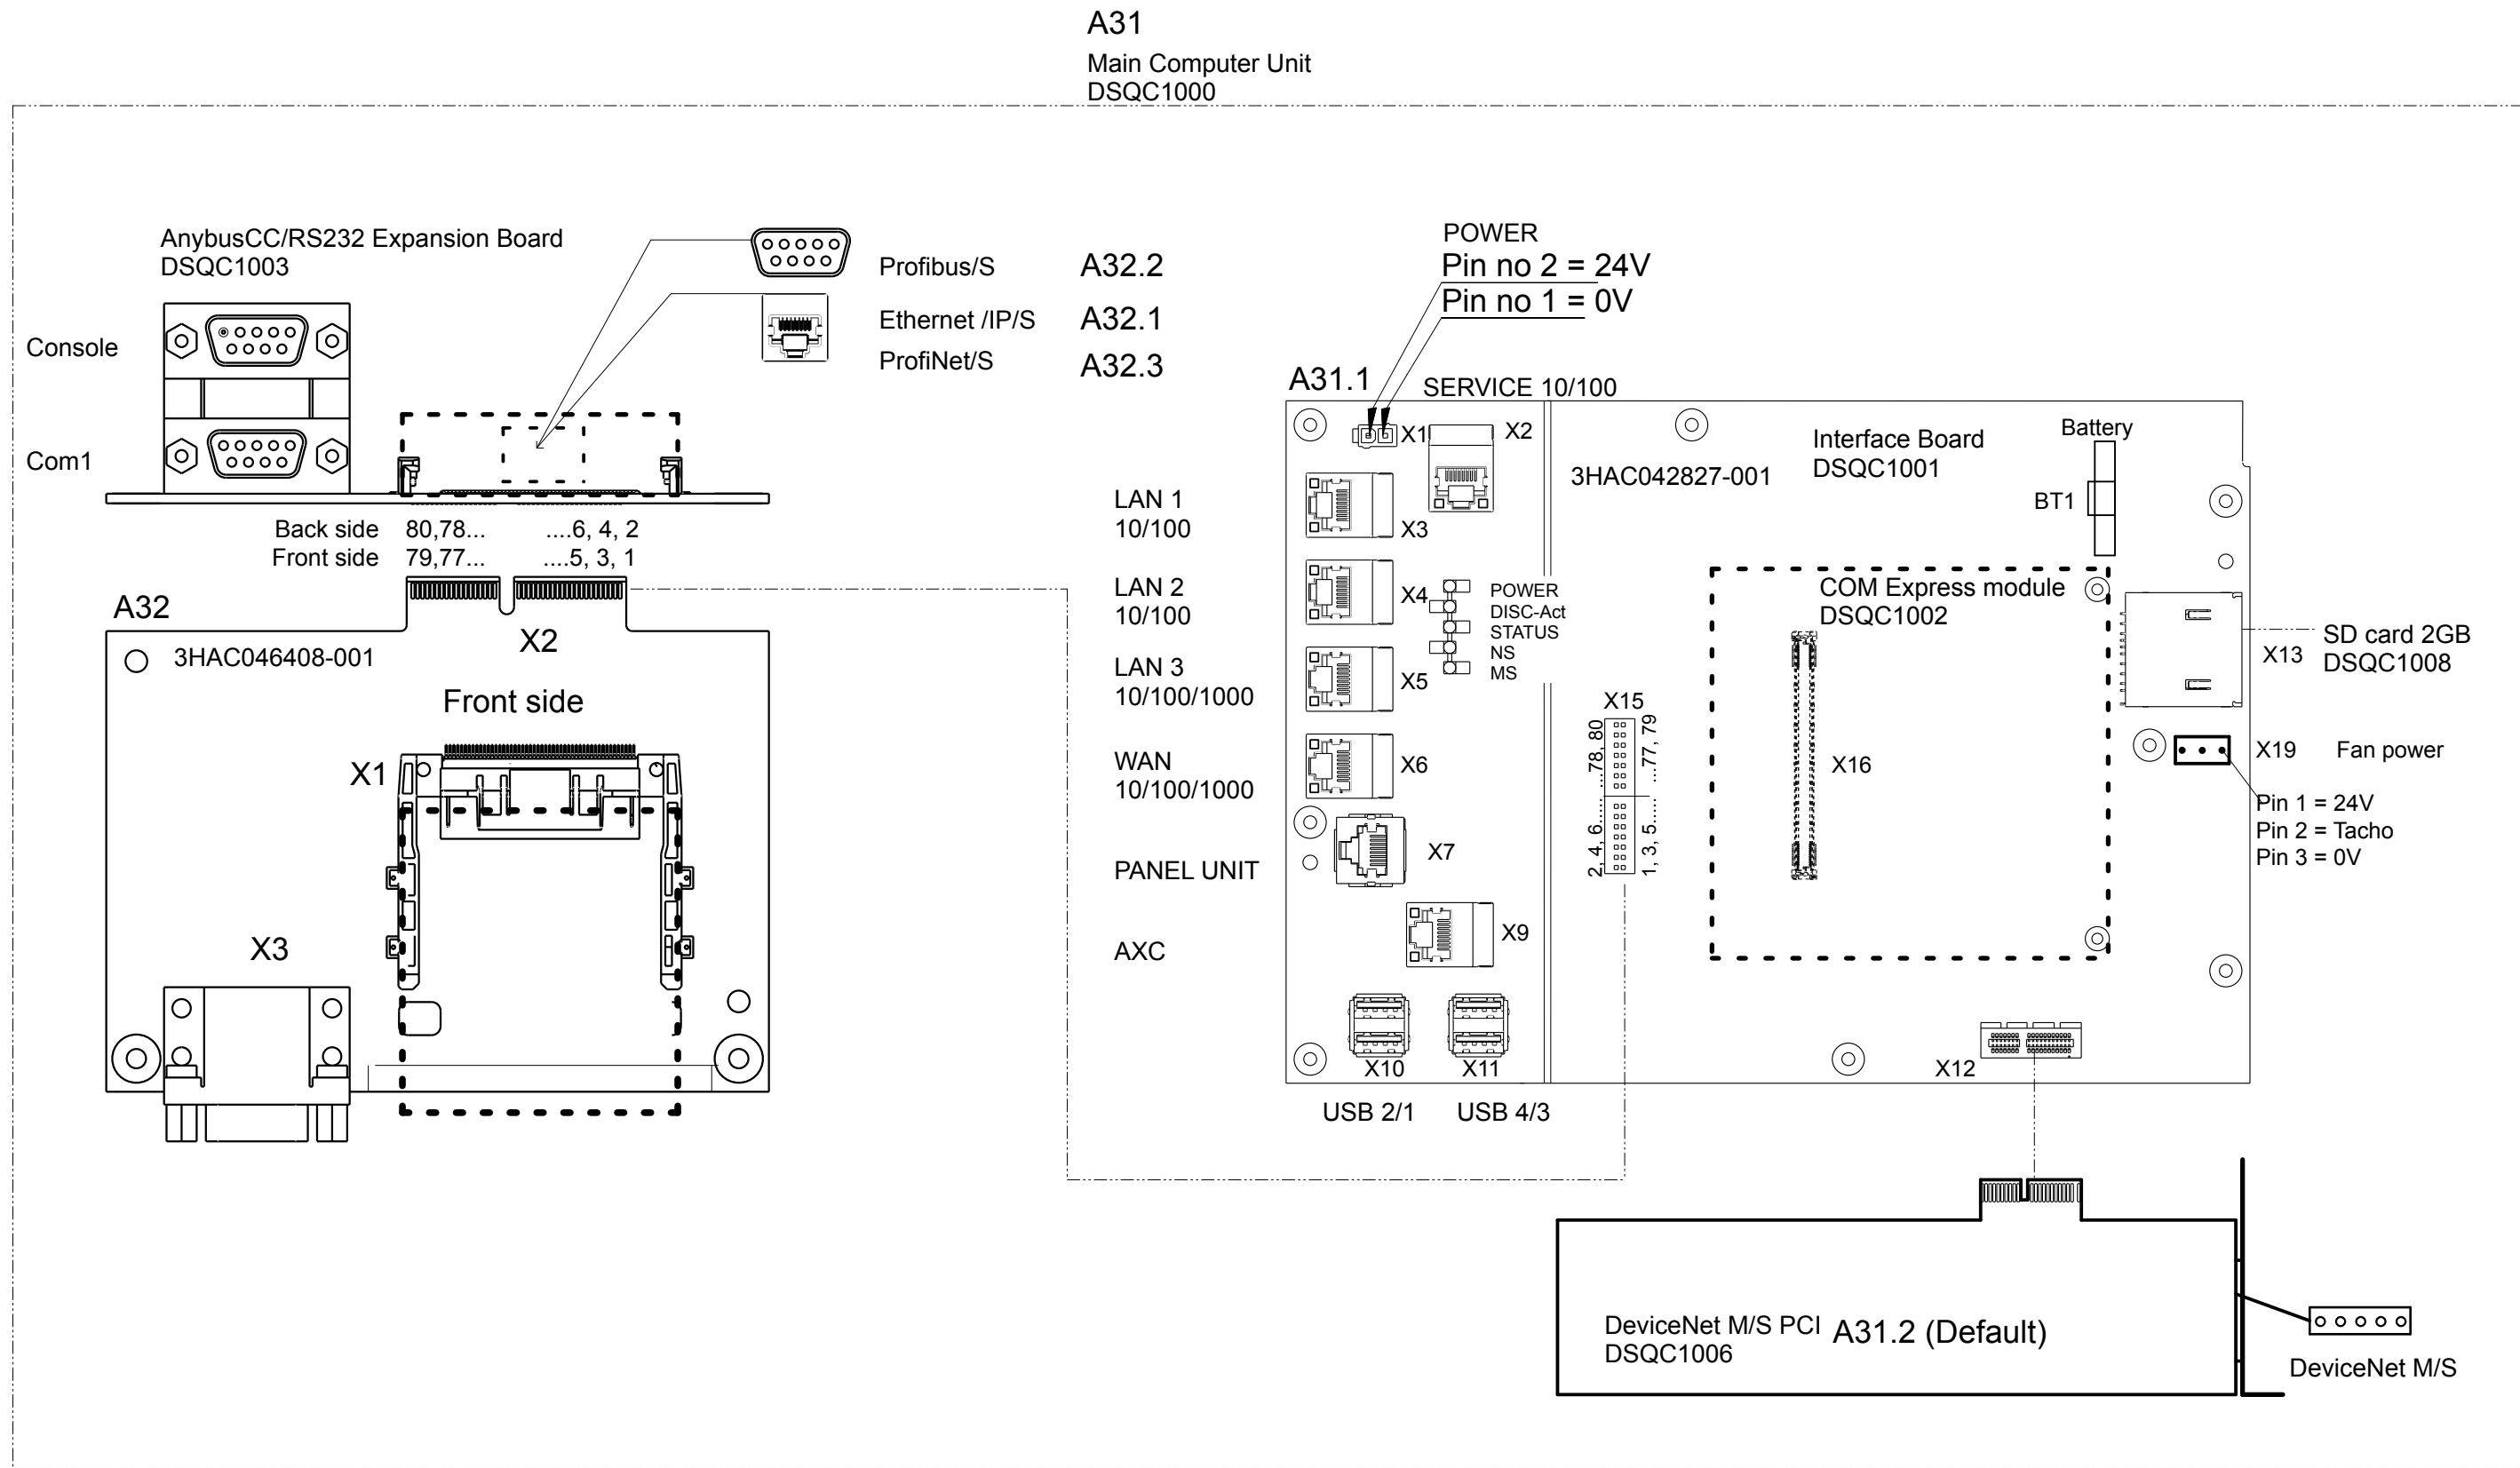 A31
Main Computer Unit
DSQC1000
AnybusCC/RS232 Expansion Board
DSQC1003
Console
Com1
Profibus/S A32.2
Ethernet /IP/S A32.1
ProfiNet/S A32.3
Back side 80,78... ....6, 4, 2
Front side 79,77... ....5, 3, 1
A32
X2
3HAC046408-001
Front side
X1
X3
POWER
Pin no 2 = 24V
Pin no 1 = 0V
A31.1
SERVICE 10/100
X1
X2
LAN 1
10/100
X3
LAN 2
10/100
X4
LAN 3
10/100/1000
X5
WAN
10/100/1000
X6
PANEL UNIT
X7
AXC
X9
X10
X11
USB 2/1
USB 4/3
POWER
DISC-Act
STATUS
NS
MS
3HAC042827-001
Interface Board
DSQC1001
Battery
BT1
COM Express module
DSQC1002
X15
2, 4, 6..... ...78, 80
1, 3, 5..... ...77, 79
X16
X13
SD card 2GB
DSQC1008
X19
Fan power
Pin 1 = 24V
Pin 2 = Tacho
Pin 3 = 0V
X12
DeviceNet M/S PCI
DSQC1006
A31.2 (Default)
DeviceNet M/S